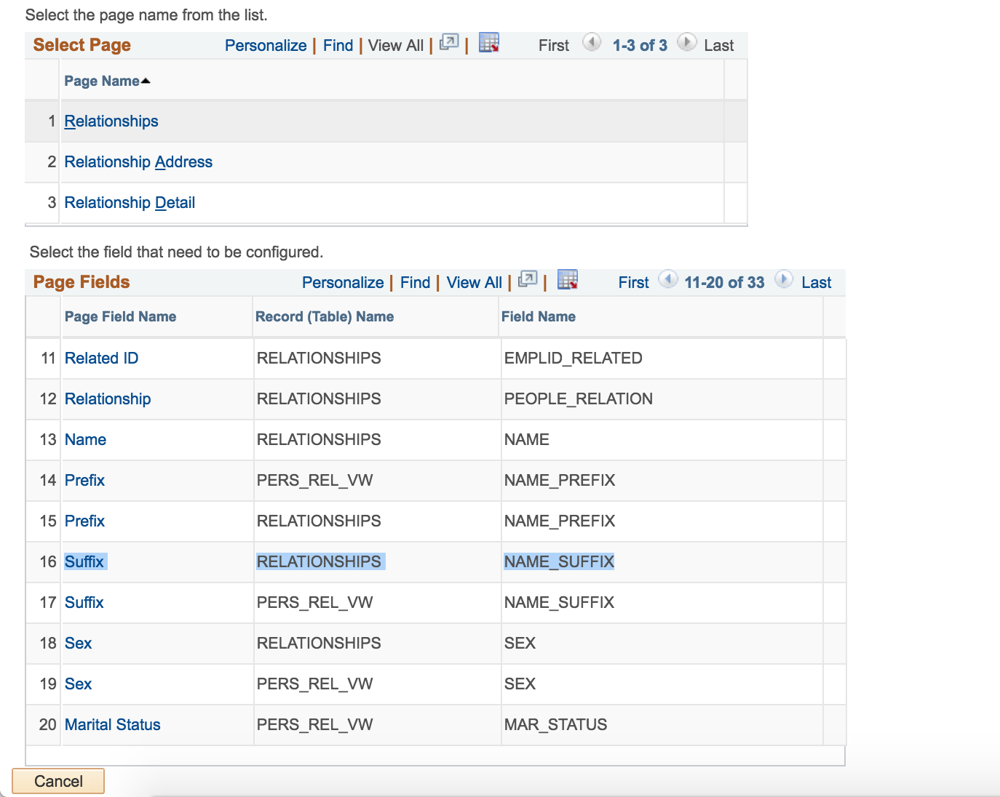 Select the page name from the list.
Select Page Personalize | Find | View All | | First 1-3 of 3 Last
Page Name
1 Relationships
2 Relationship Address
3 Relationship Detail
Select the field that need to be configured.
Page Fields Personalize | Find | View All | | First 11-20 of 33 Last
Page Field Name Record (Table) Name Field Name
11 Related ID RELATIONSHIPS EMPLID_RELATED
12 Relationship RELATIONSHIPS PEOPLE_RELATION
13 Name RELATIONSHIPS NAME
14 Prefix PERS_REL_VW NAME_PREFIX
15 Prefix RELATIONSHIPS NAME_PREFIX
16 Suffix RELATIONSHIPS NAME_SUFFIX
17 Suffix PERS_REL_VW NAME_SUFFIX
18 Sex RELATIONSHIPS SEX
19 Sex PERS_REL_VW SEX
20 Marital Status PERS_REL_VW MAR_STATUS
Cancel